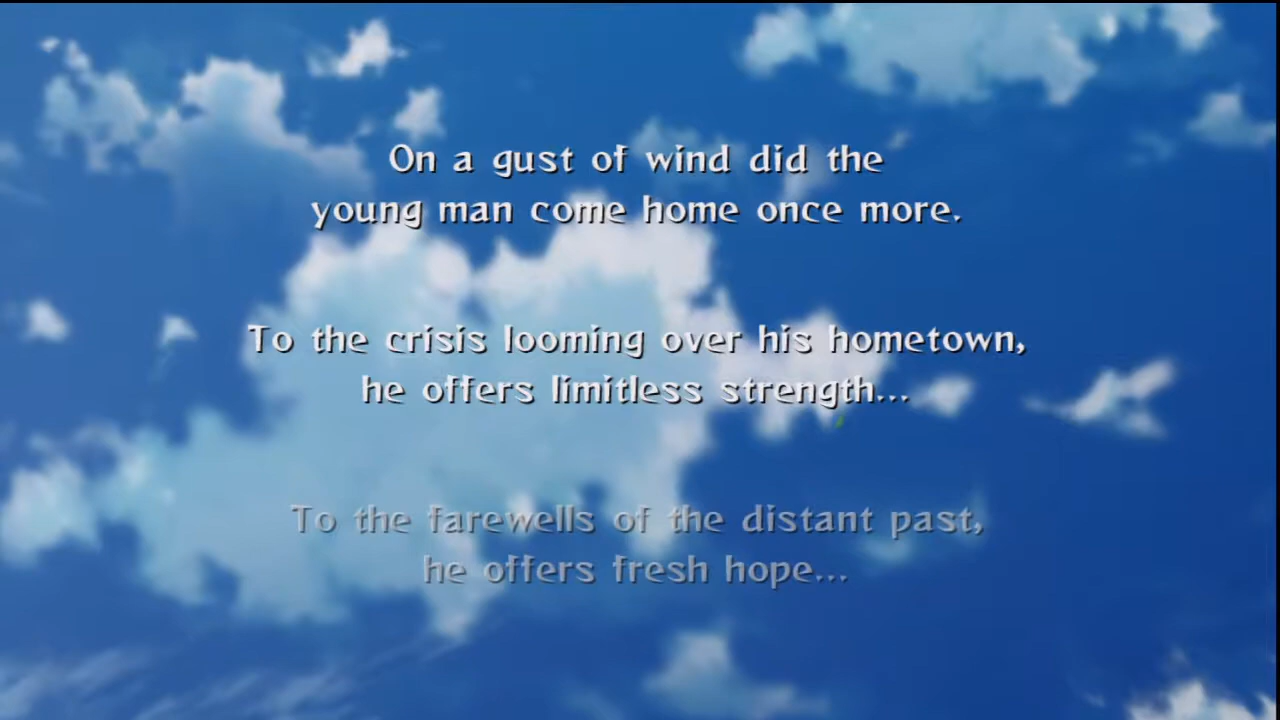 On a gust of wind did the
young man come home once more.
To the crisis looming over his hometown,
he offers limitless strength...
To the farewells of the distant past,
he offers fresh hope...